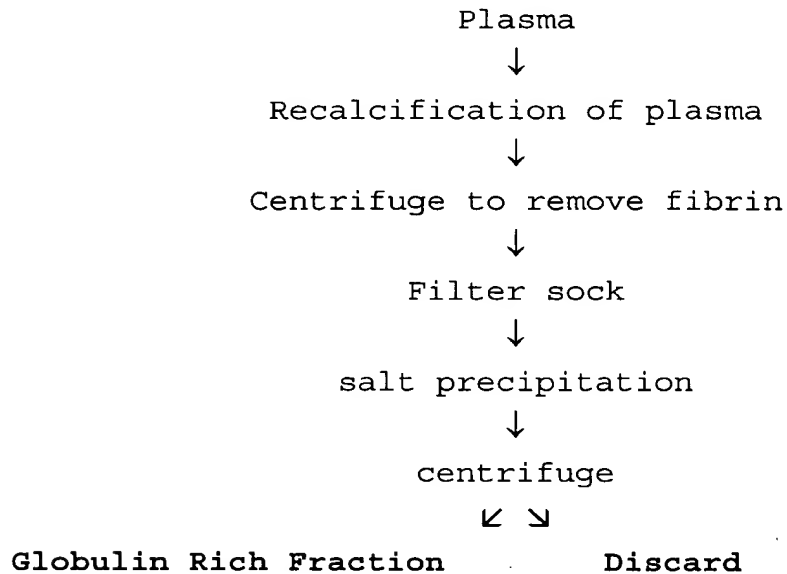 Plasma
↓
Recalcification of plasma
↓
Centrifuge to remove fibrin
↓
Filter sock
↓
salt precipitation
↓
centrifuge
↙ ↘
Globulin Rich Fraction Discard